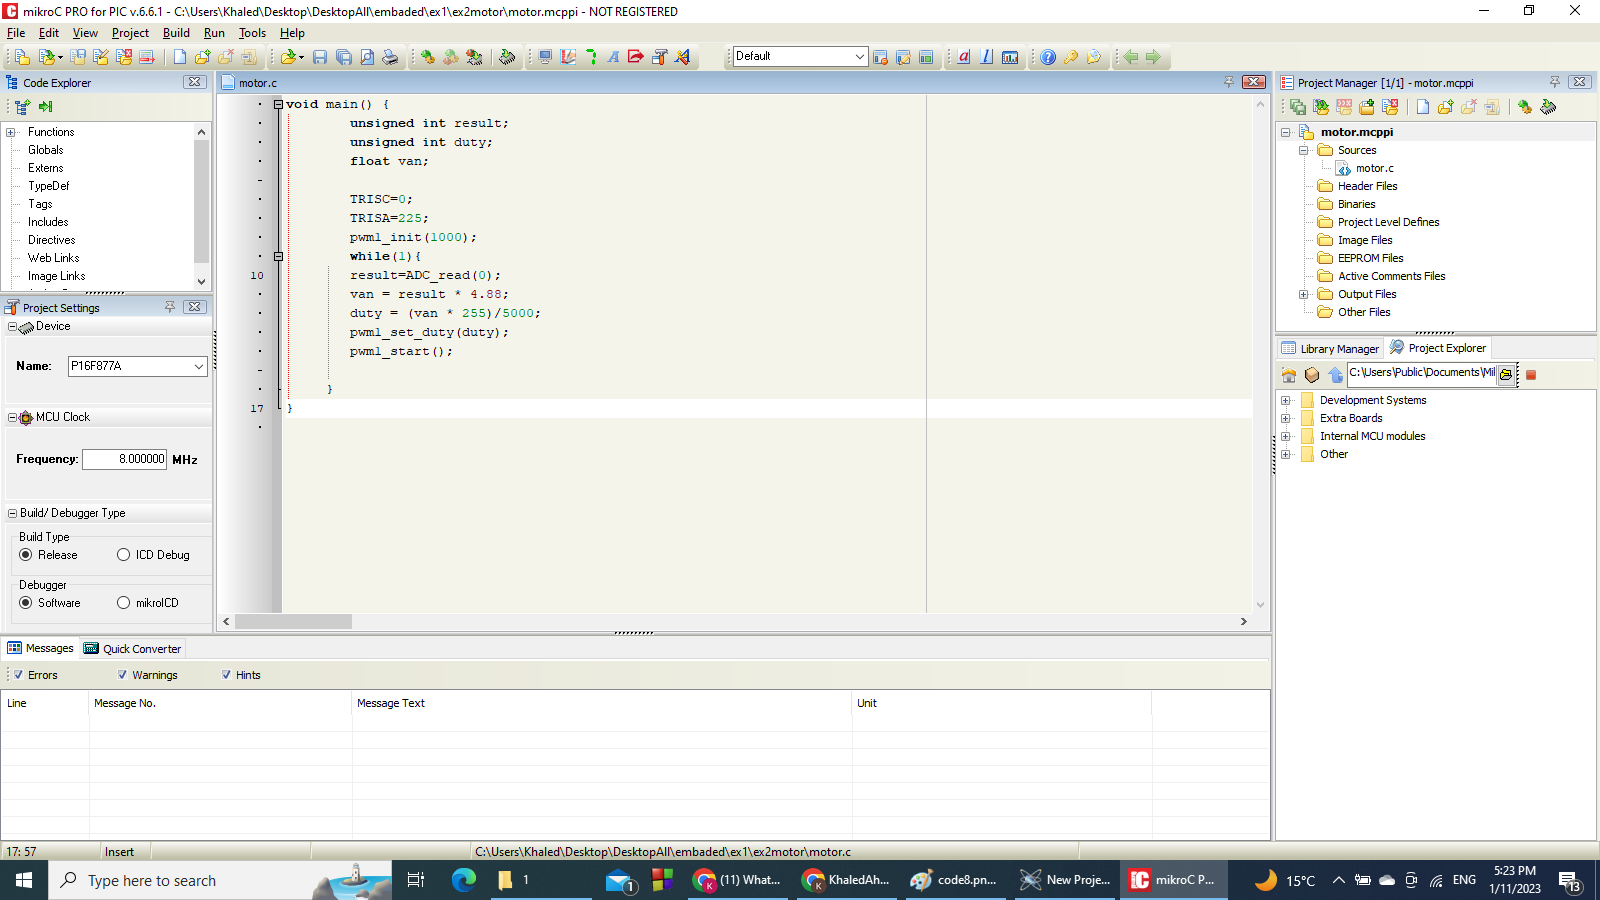 mikroC PRO for PIC v.6.6.1 - C:\Users\Khaled\Desktop\DesktopAll\embaded\ex1\ex2motor\motor.mcppi - NOT REGISTERED
File Edit View Project Build Run Tools Help
Default
Code Explorer
Functions
Globals
Externs
TypeDef
Tags
Includes
Directives
Web Links
Image Links
Project Settings
Device
Name: P16F877A
MCU Clock
Frequency: 8.000000 MHz
Build/ Debugger Type
Build Type
Release ICD Debug
Debugger
Software mikroICD
motor.c
void main() {
unsigned int result;
unsigned int duty;
float van;
TRISC=0;
TRISA=225;
pwm1_init(1000);
while(1){
10 result=ADC_read(0);
van = result * 4.88;
duty = (van * 255)/5000;
pwm1_set_duty(duty);
pwm1_start();
}
17 }
Project Manager [1/1] - motor.mcppi
motor.mcppi
Sources
motor.c
Header Files
Binaries
Project Level Defines
Image Files
EEPROM Files
Active Comments Files
Output Files
Other Files
Library Manager Project Explorer
C:\Users\Public\Documents\Mil
Development Systems
Extra Boards
Internal MCU modules
Other
Messages Quick Converter
Errors Warnings Hints
Line Message No. Message Text Unit
17: 57 Insert C:\Users\Khaled\Desktop\DesktopAll\embaded\ex1\ex2motor\motor.c
Type here to search
1
1
(11) What...
KhaledAh...
code8.pn...
New Proje...
mikroC P...
15°C
ENG
5:23 PM
1/11/2023
13